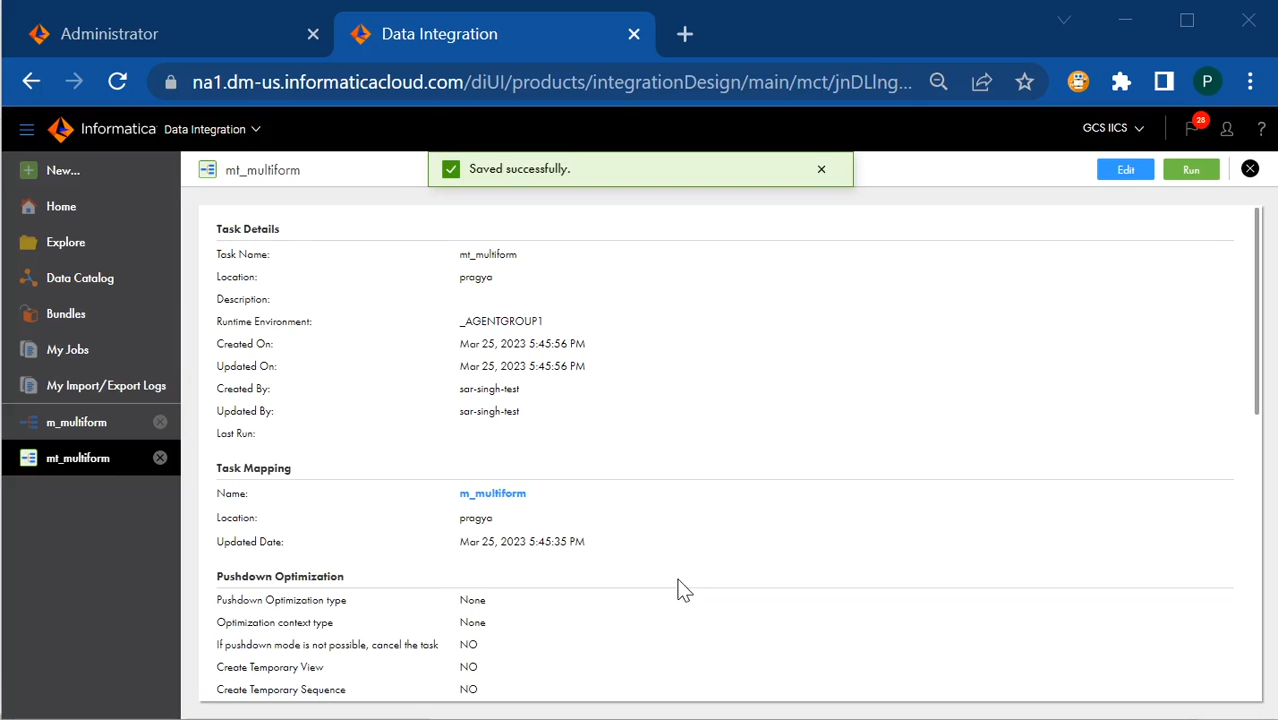 Administrator
Data Integration
na1.dm-us.informaticacloud.com/diUI/products/integrationDesign/main/mct/jnDLlng...
P
Informatica Data Integration
GCS IICS
28
?
New...
Home
Explore
Data Catalog
Bundles
My Jobs
My Import/Export Logs
m_multiform
mt_multiform
mt_multiform
Saved successfully.
Edit
Run
Task Details
Task Name: mt_multiform
Location: pragya
Description:
Runtime Environment: _AGENTGROUP1
Created On: Mar 25, 2023 5:45:56 PM
Updated On: Mar 25, 2023 5:45:56 PM
Created By: sar-singh-test
Updated By: sar-singh-test
Last Run:
Task Mapping
Name: m_multiform
Location: pragya
Updated Date: Mar 25, 2023 5:45:35 PM
Pushdown Optimization
Pushdown Optimization type None
Optimization context type None
If pushdown mode is not possible, cancel the task NO
Create Temporary View NO
Create Temporary Sequence NO